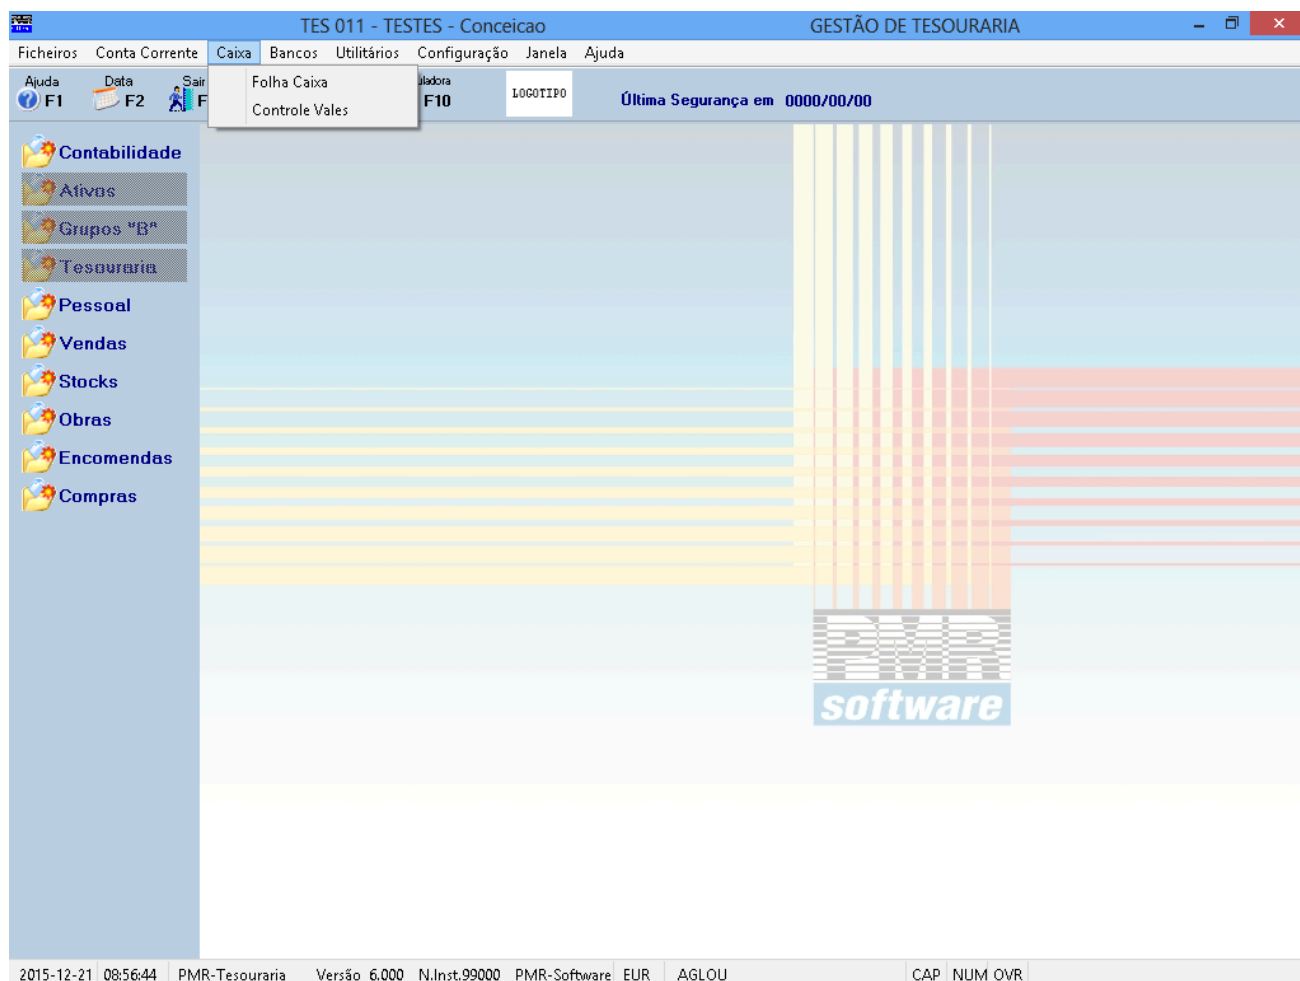 TES 011 - TESTES - Conceicao GESTÃO DE TESOURARIA
Ficheiros Conta Corrente Caixa Bancos Utilitários Configuração Janela Ajuda
Ajuda Data Sair
F1 F2 F F10
LOGOTIPO
Última Segurança em 0000/00/00
Folha Caixa
Controle Vales
Contabilidade
Ativos
Grupos "B"
Tesouraria
Pessoal
Vendas
Stocks
Obras
Encomendas
Compras
PMR
software
2015-12-21 08:56:44 PMR-Tesouraria Versão 6.000 N.Inst.99000 PMR-Software EUR AGLOU CAP NUM OVR